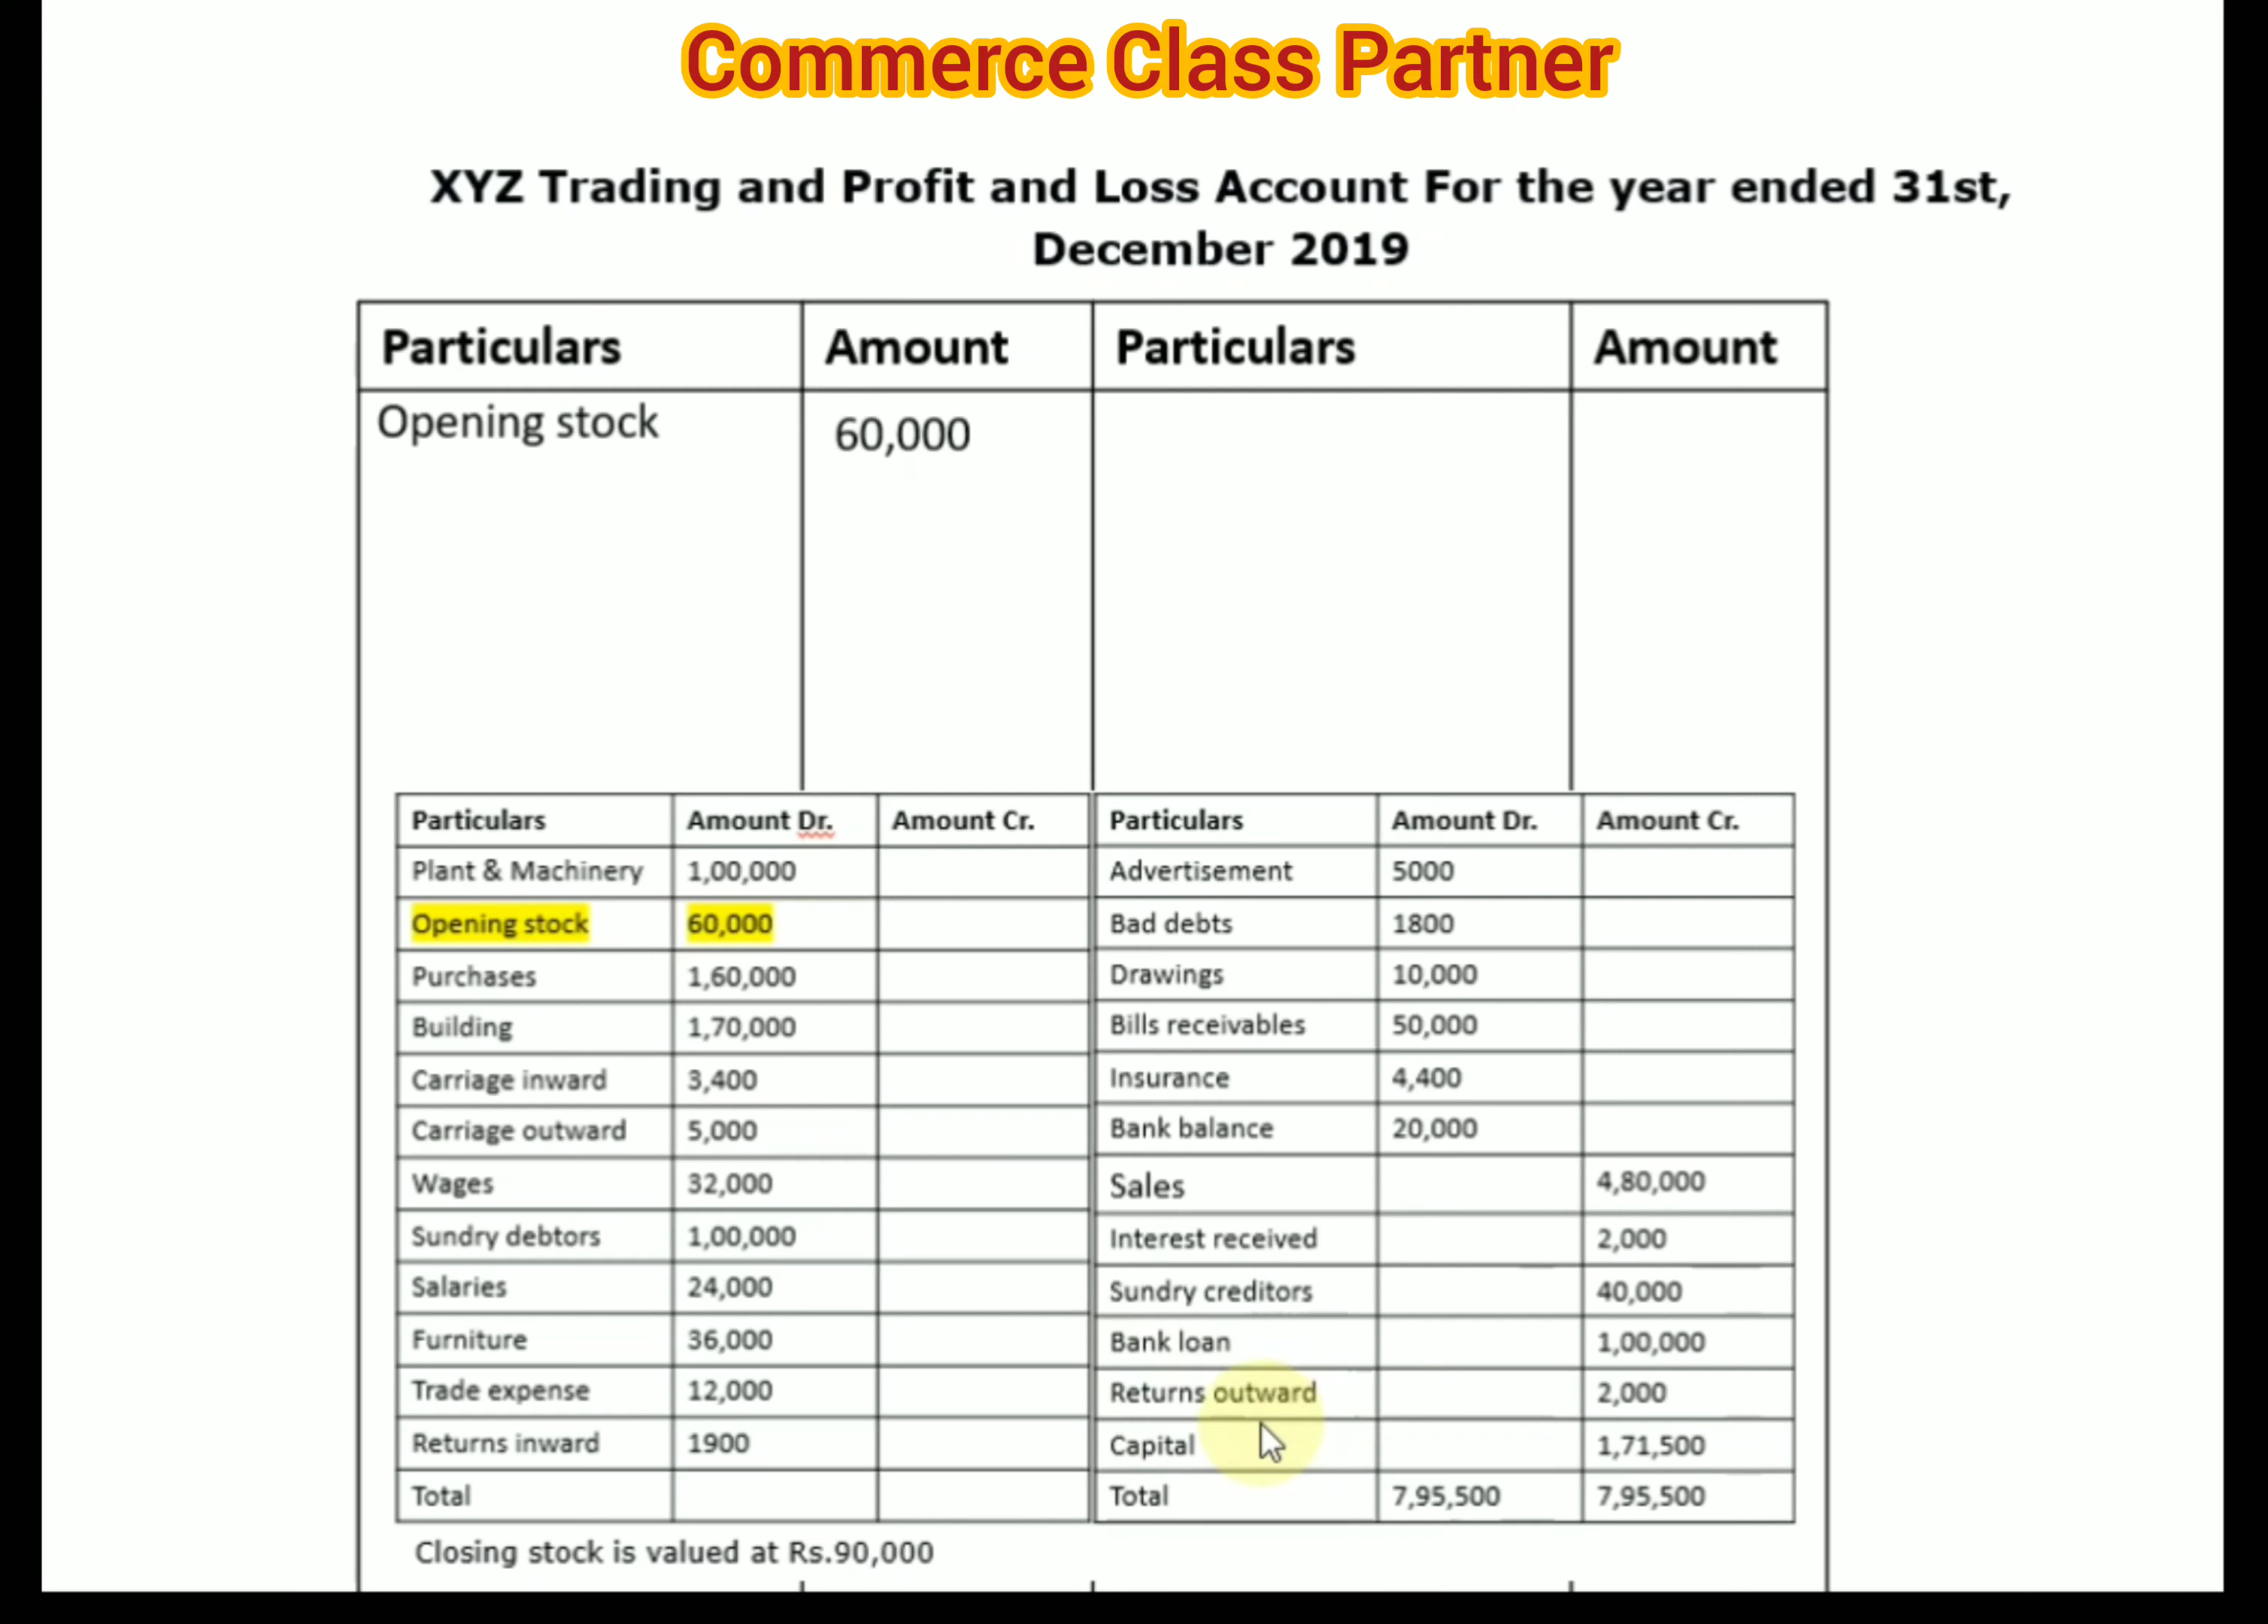 Commerce Class Partner
XYZ Trading and Profit and Loss Account For the year ended 31st,
December 2019
Particulars Amount Particulars Amount
Opening stock 60,000
Particulars Amount Dr. Amount Cr. Particulars Amount Dr. Amount Cr.
Plant & Machinery 1,00,000 Advertisement 5000
Opening stock 60,000 Bad debts 1800
Purchases 1,60,000 Drawings 10,000
Building 1,70,000 Bills receivables 50,000
Carriage inward 3,400 Insurance 4,400
Carriage outward 5,000 Bank balance 20,000
Wages 32,000 Sales 4,80,000
Sundry debtors 1,00,000 Interest received 2,000
Salaries 24,000 Sundry creditors 40,000
Furniture 36,000 Bank loan 1,00,000
Trade expense 12,000 Returns outward 2,000
Returns inward 1900 Capital 1,71,500
Total Total 7,95,500 7,95,500
Closing stock is valued at Rs.90,000